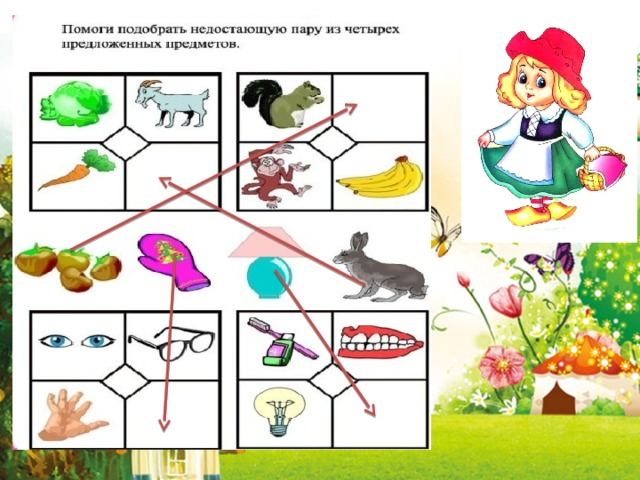 Помоги подобрать недостающую пару из четырех
предложенных предметов.